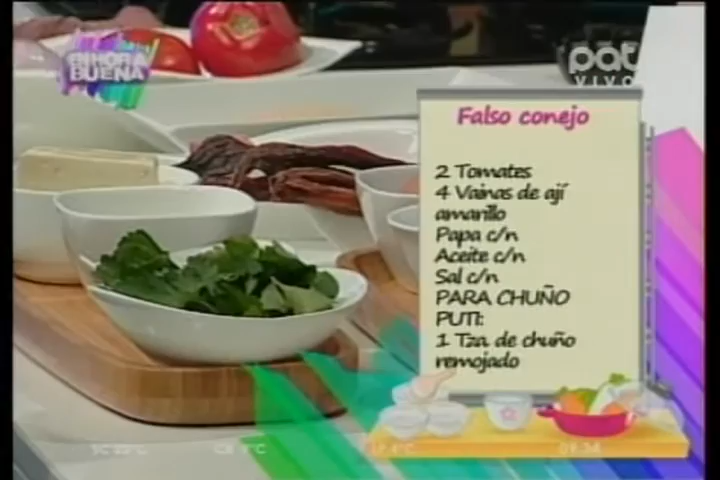 EN HORA
BUENA
pat
VIVO
Falso conejo
2 Tomates
4 Vainas de ají
amarillo
Papa c/n
Aceite c/n
Sal c/n
PARA CHUÑO
PUTI:
1 Tza. de chuño
remojado